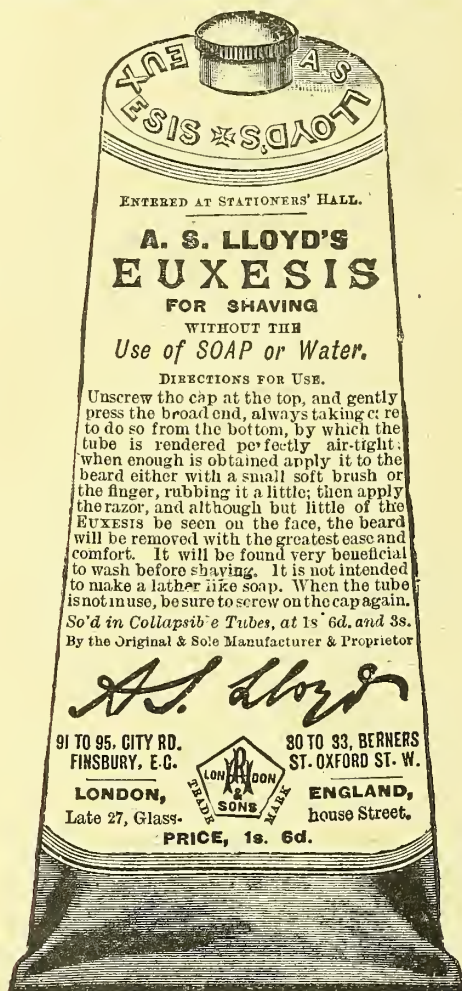 A. S. LLOYD'S EUXESIS
ENTERED AT STATIONERS' HALL.
A. S. LLOYD'S
EUXESIS
FOR SHAVING
WITHOUT THE
Use of SOAP or Water.
DIRECTIONS FOR USE.
Unscrew the cap at the top, and gently
press the broad end, always taking care
to do so from the bottom, by which the
tube is rendered perfectly air-tight;
when enough is obtained apply it to the
beard either with a small soft brush or
the finger, rubbing it a little; then apply
the razor, and although but little of the
EUXESIS be seen on the face, the beard
will be removed with the greatest ease and
comfort. It will be found very beneficial
to wash before shaving. It is not intended
to make a lather like soap. When the tube
is not in use, be sure to screw on the cap again.
So'd in Collapsib'e Tubes, at 1s 6d. and 3s.
By the Original & Sole Manufacturer & Proprietor
A.S. Lloyd
91 TO 95, CITY RD. 30 TO 33, BERNERS
FINSBURY, E.C. ST. OXFORD ST. W.
LONDON
& SONS
TRADE MARK
LONDON, ENGLAND,
Late 27, Glass- house Street.
PRICE, 1s. 6d.